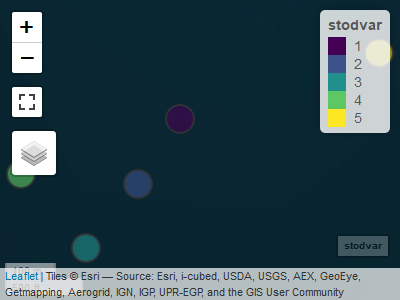 +
−
stodvar
1
2
3
4
5
stodvar
Leaflet | Tiles © Esri — Source: Esri, i-cubed, USDA, USGS, AEX, GeoEye,
Getmapping, Aerogrid, IGN, IGP, UPR-EGP, and the GIS User Community